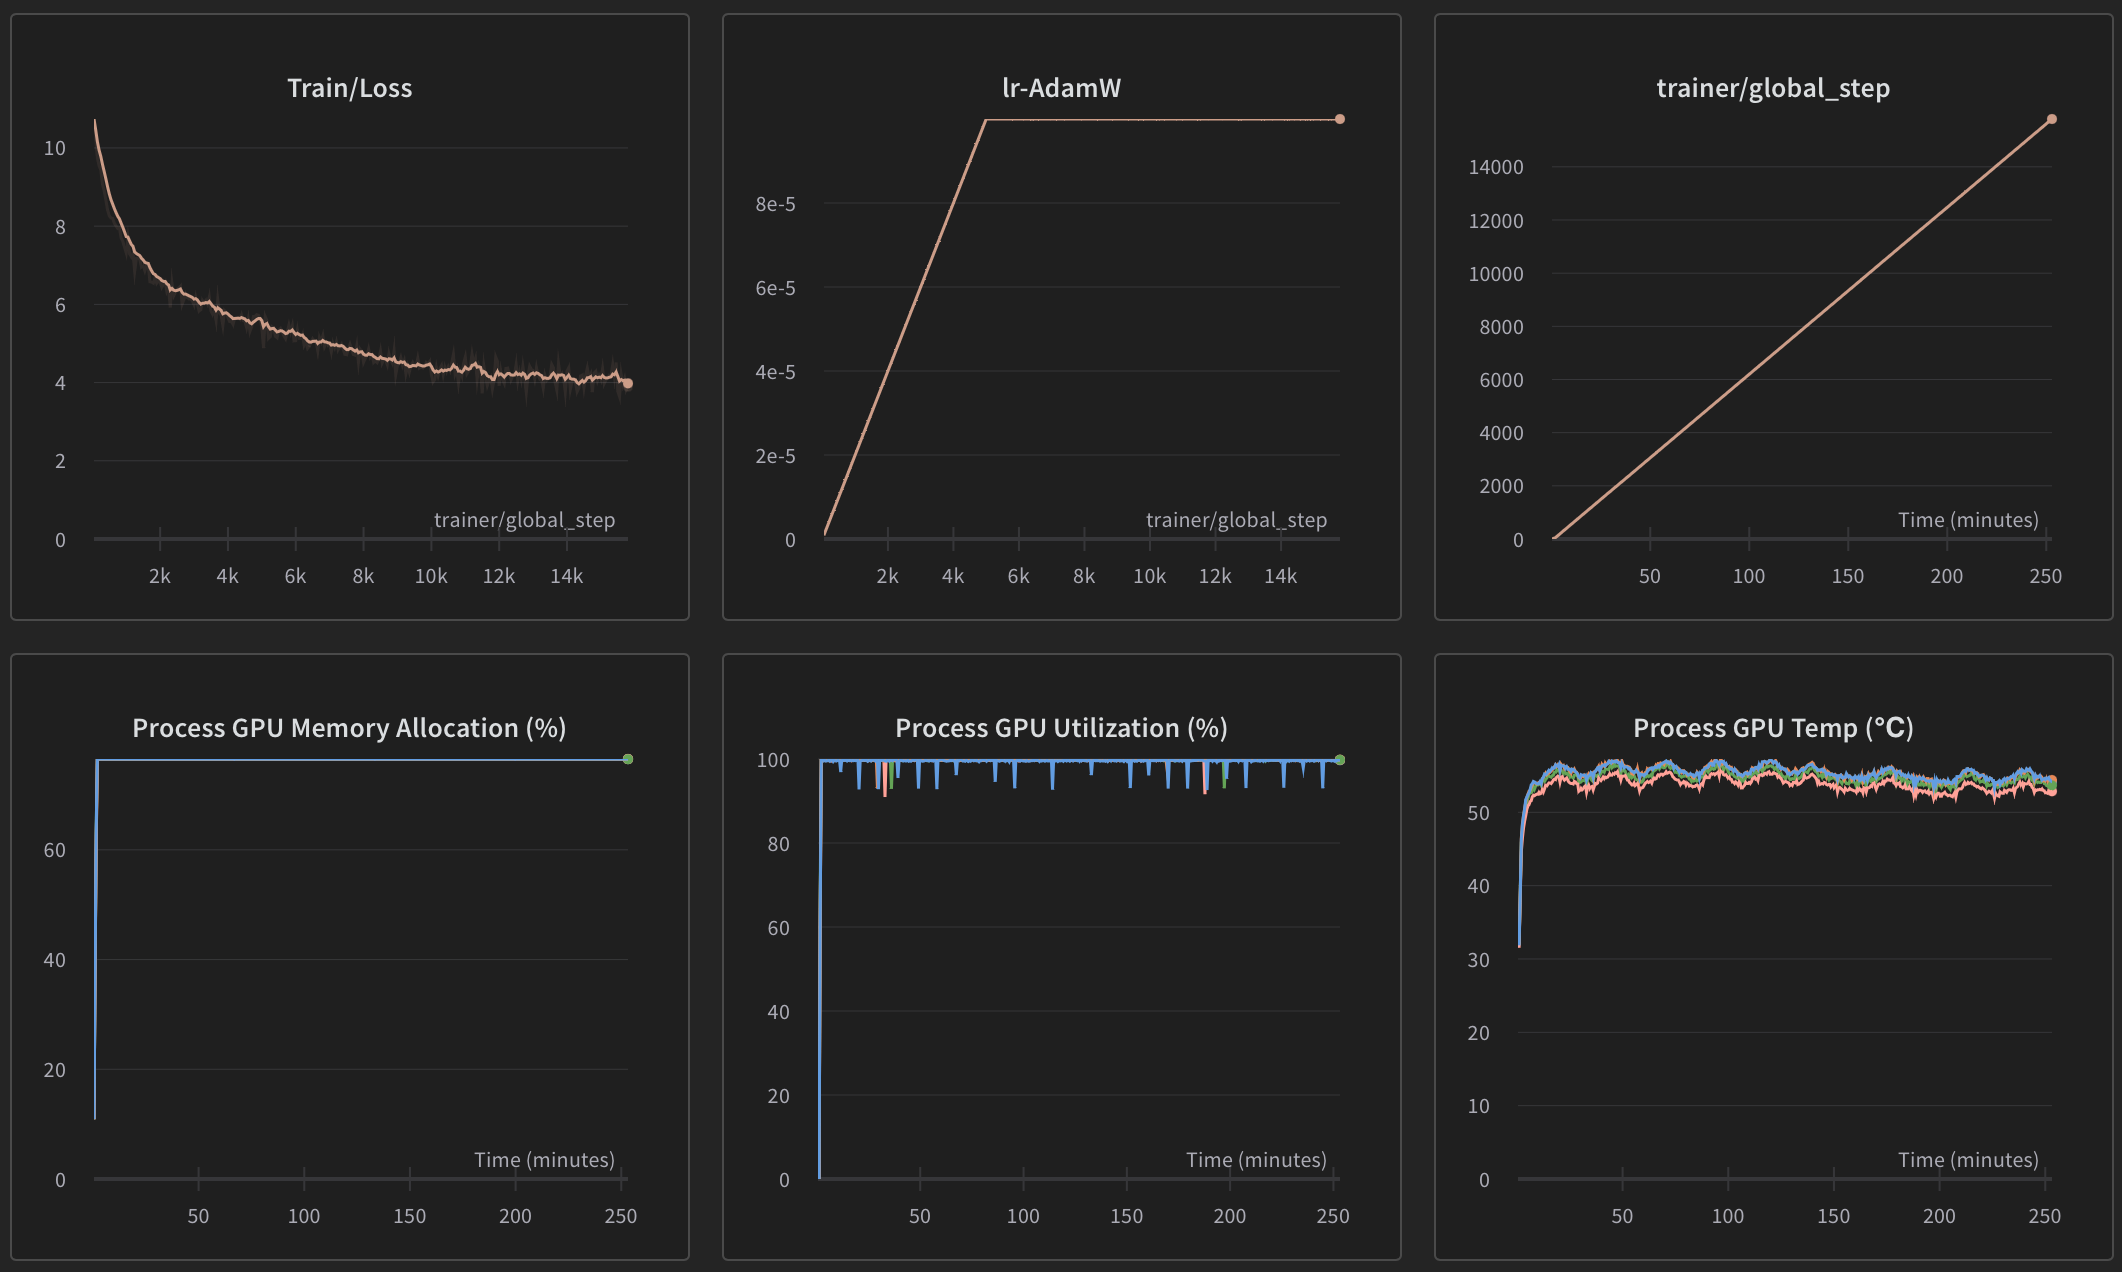 Train/Loss
10
8
6
4
2
0
trainer/global_step
2k 4k 6k 8k 10k 12k 14k
lr-AdamW
8e-5
6e-5
4e-5
2e-5
0
trainer/global_step
2k 4k 6k 8k 10k 12k 14k
trainer/global_step
14000
12000
10000
8000
6000
4000
2000
0
Time (minutes)
50 100 150 200 250
Process GPU Memory Allocation (%)
60
40
20
0
Time (minutes)
50 100 150 200 250
Process GPU Utilization (%)
100
80
60
40
20
0
Time (minutes)
50 100 150 200 250
Process GPU Temp (℃)
50
40
30
20
10
0
Time (minutes)
50 100 150 200 250